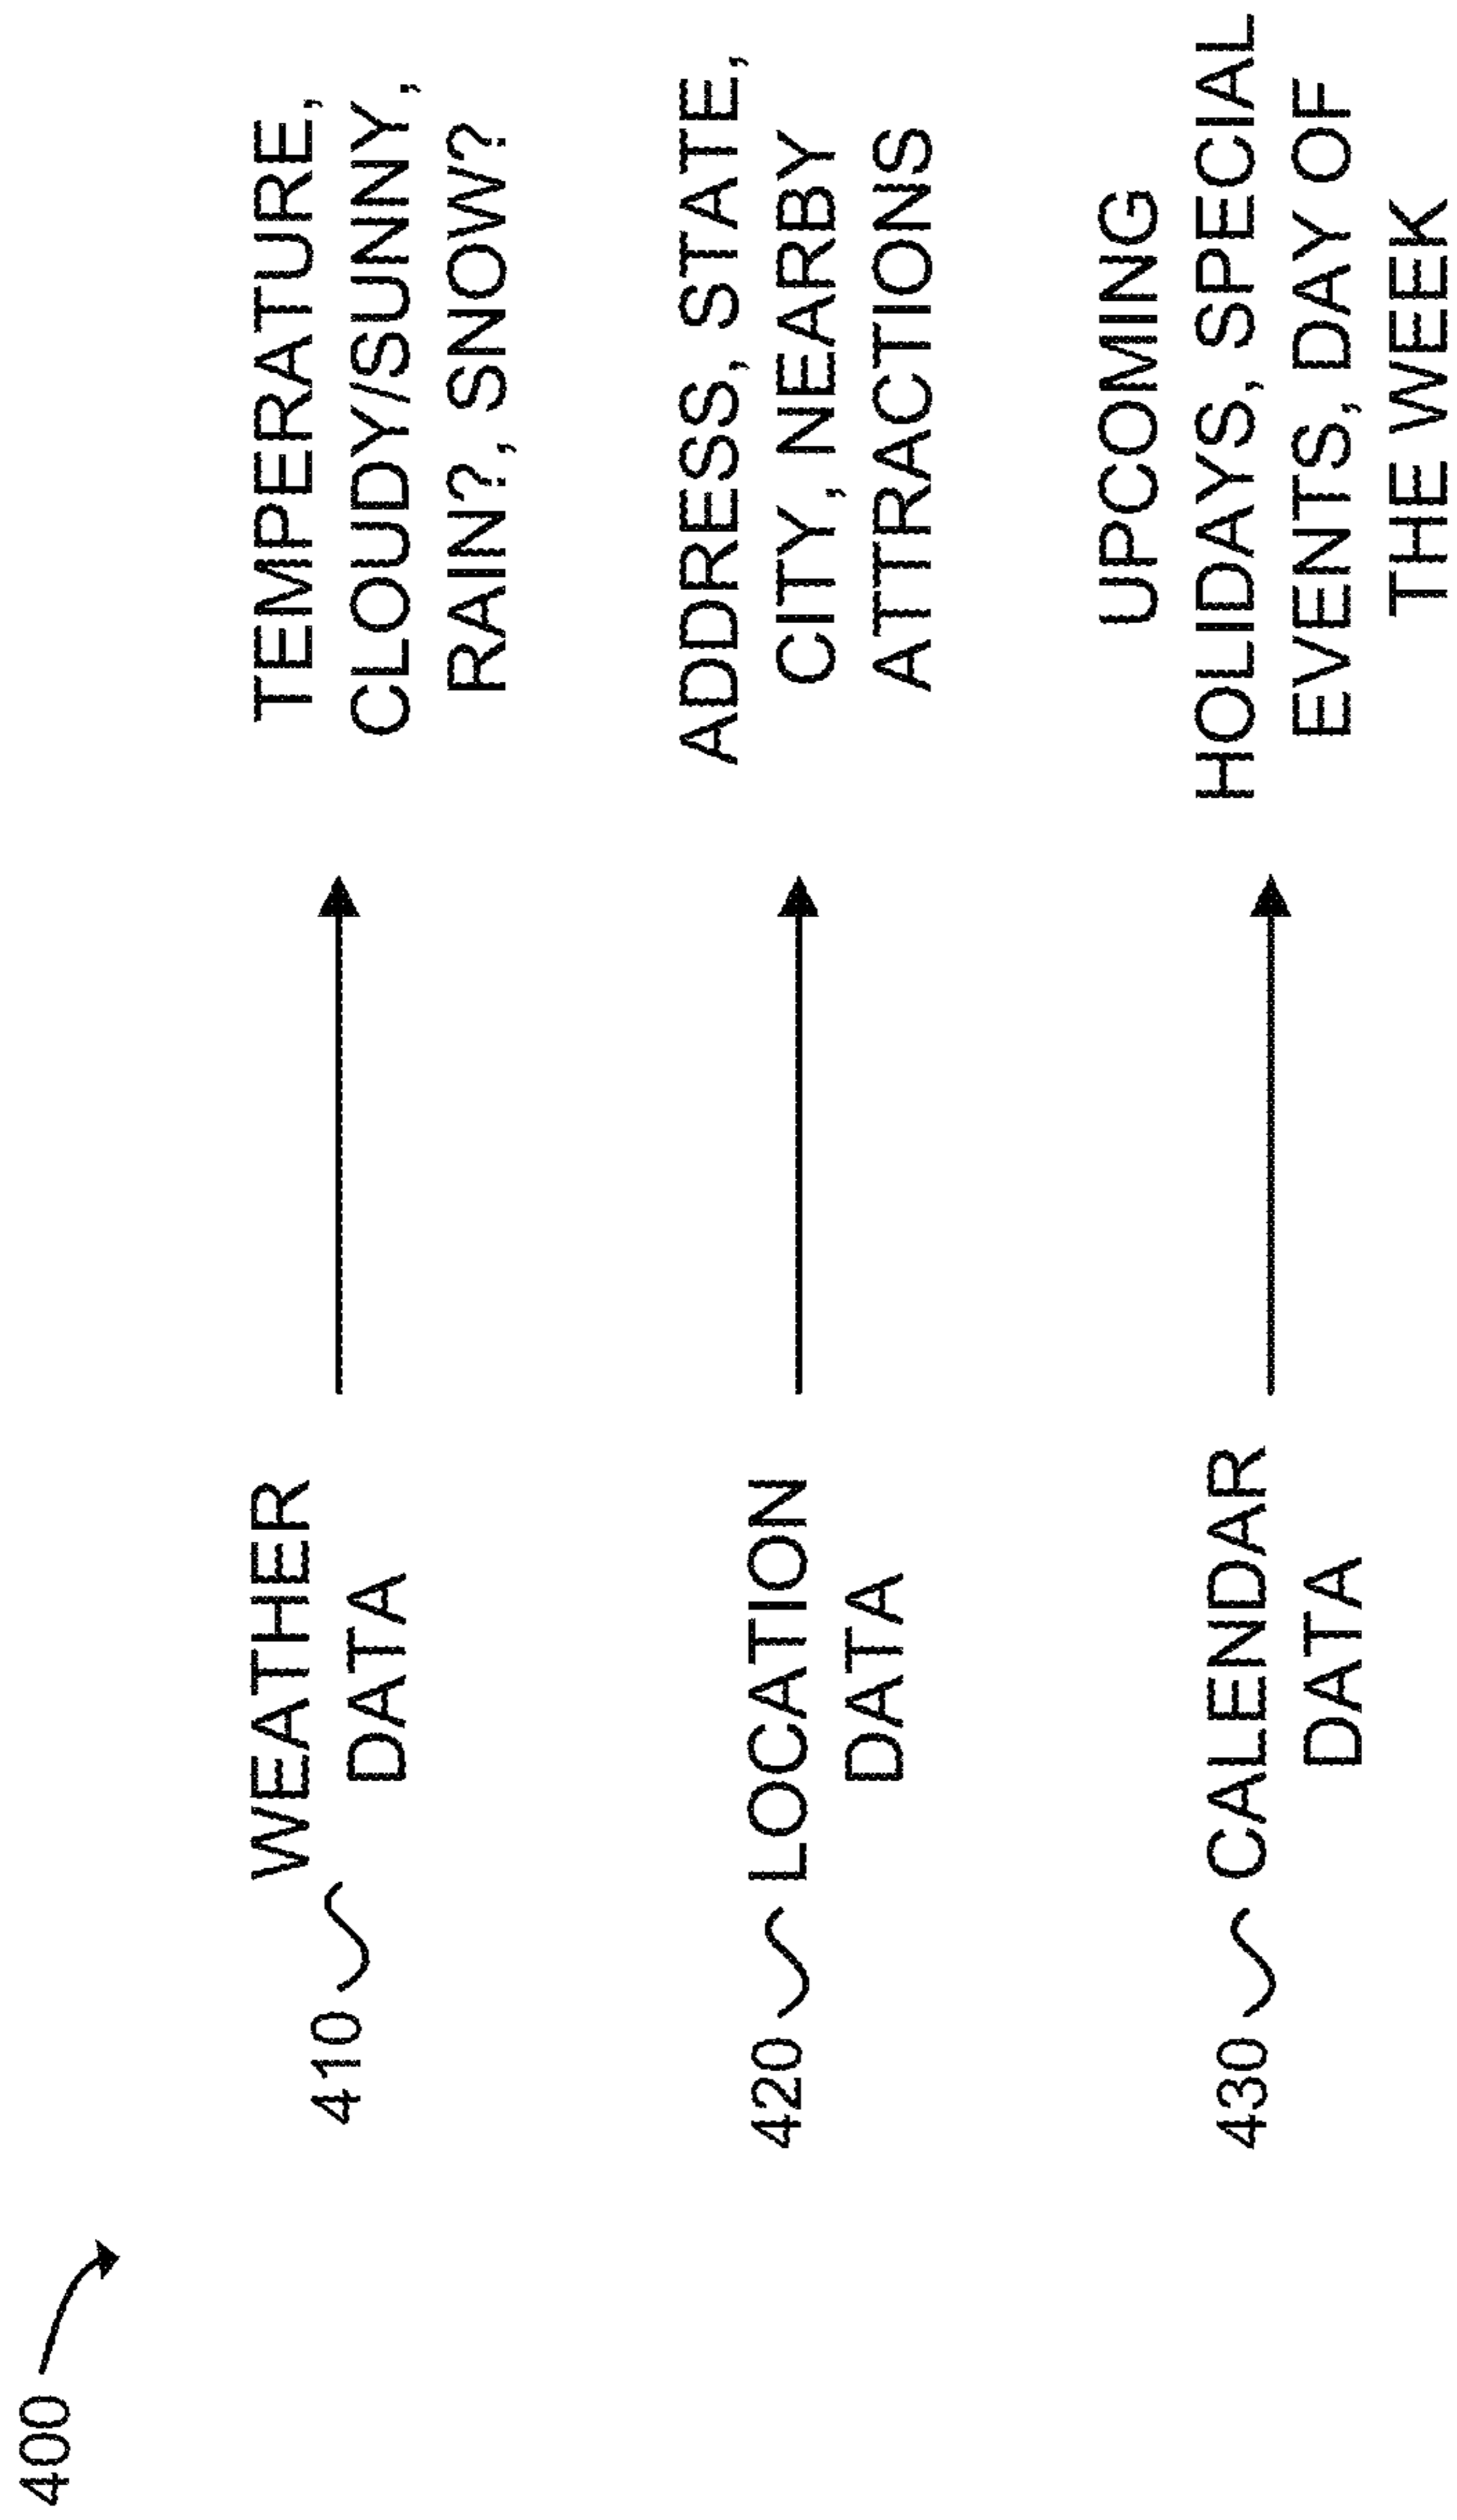 400
410
WEATHER
DATA
TEMPERATURE,
CLOUDY/SUNNY,
RAIN?, SNOW?
420
LOCATION
DATA
ADDRESS, STATE,
CITY, NEARBY
ATTRACTIONS
430
CALENDAR
DATA
UPCOMING
HOLIDAYS, SPECIAL
EVENTS, DAY OF
THE WEEK